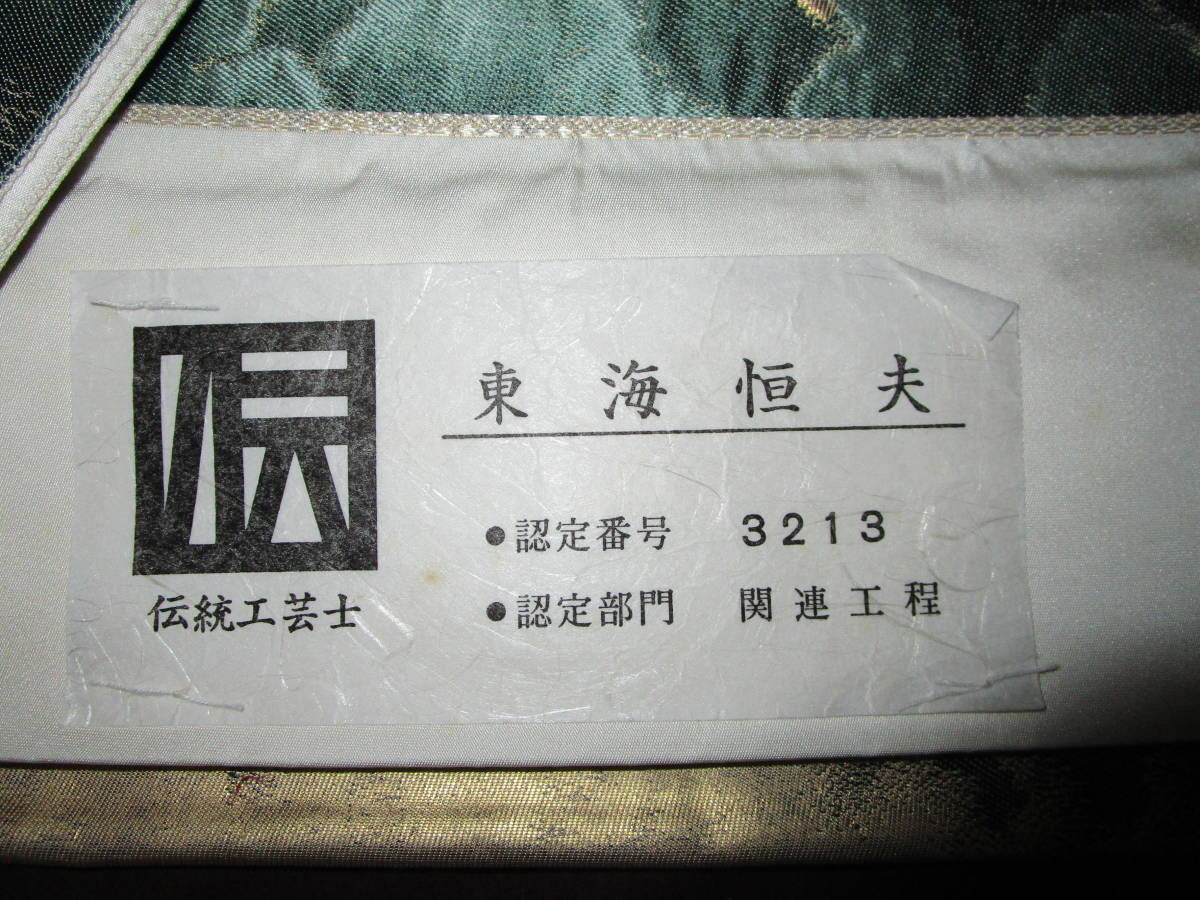 伝
伝統工芸士
東海恒夫
●認定番号 3213
●認定部門 関連工程